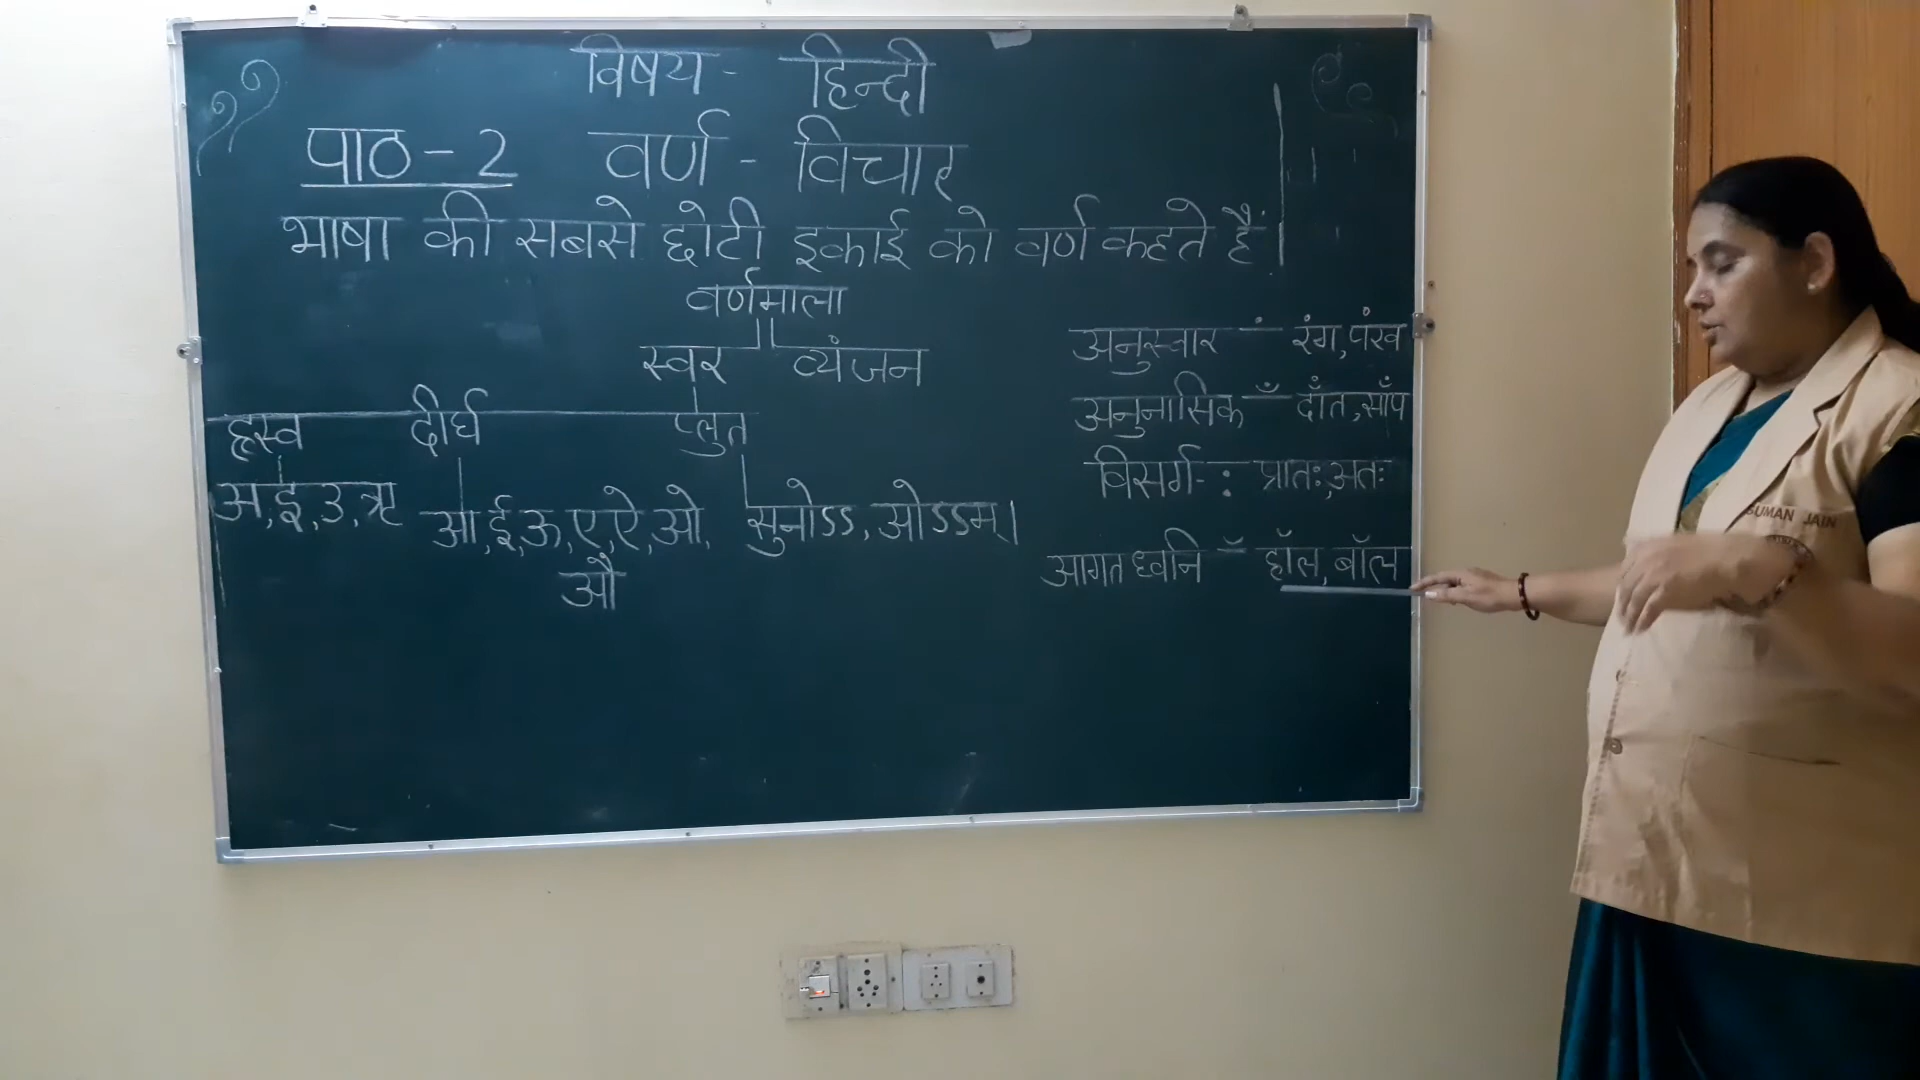 विषय - हिन्दी
पाठ - 2 वर्ण - विचार
भाषा की सबसे छोटी इकाई को वर्ण कहते हैं।
वर्णमाला
स्वर व्यंजन
ह्रस्व दीर्घ प्लुत
अ,इ,उ,ऋ
आ,ई,ऊ,ए,ऐ,ओ,
औ
सुनोऽऽ, ओऽऽम्।
अनुस्वार - ं रंग,पंख
अनुनासिक - ँ दाँत,साँप
विसर्ग - : प्रातः,अतः
आगत ध्वनि - ॅ हॉल,बॉल
SUMAN JAIN